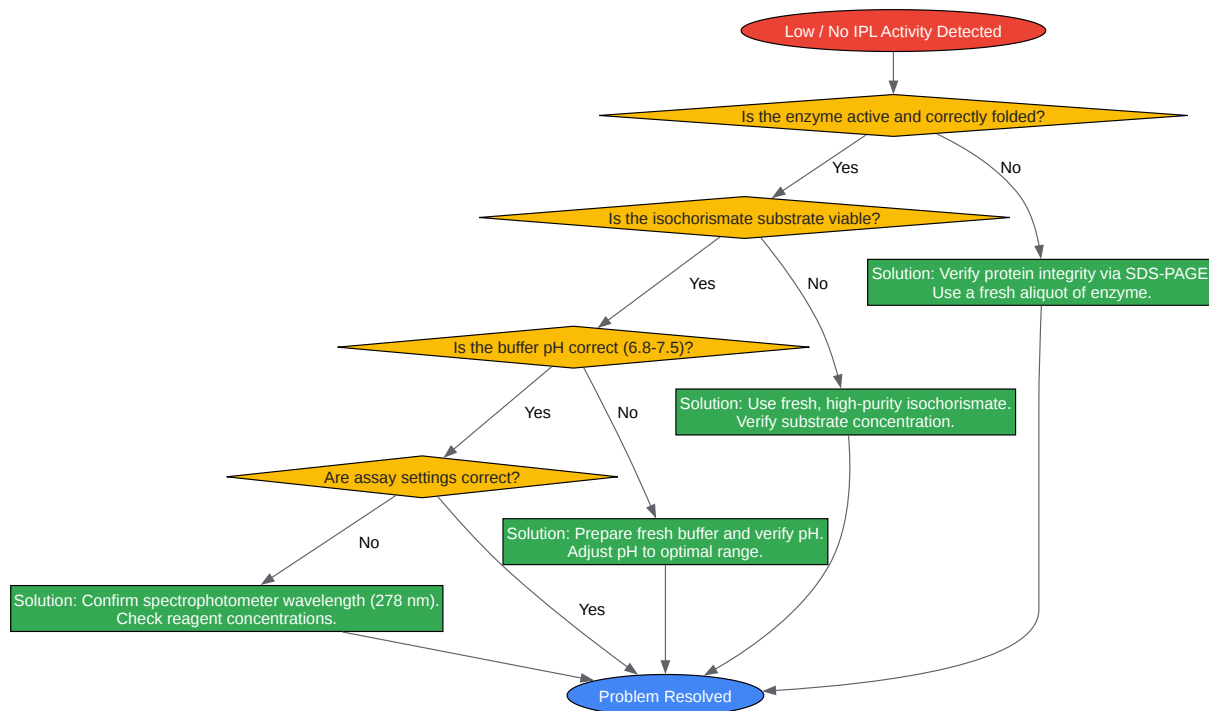 Low / No IPL Activity Detected
Is the enzyme active and correctly folded?
Yes
No
Is the isochorismate substrate viable?
Solution: Verify protein integrity via SDS-PAGE.
Use a fresh aliquot of enzyme.
Yes
No
Is the buffer pH correct (6.8-7.5)?
Solution: Use fresh, high-purity isochorismate.
Verify substrate concentration.
Yes
No
Are assay settings correct?
Solution: Prepare fresh buffer and verify pH.
Adjust pH to optimal range.
No
Yes
Solution: Confirm spectrophotometer wavelength (278 nm).
Check reagent concentrations.
Problem Resolved